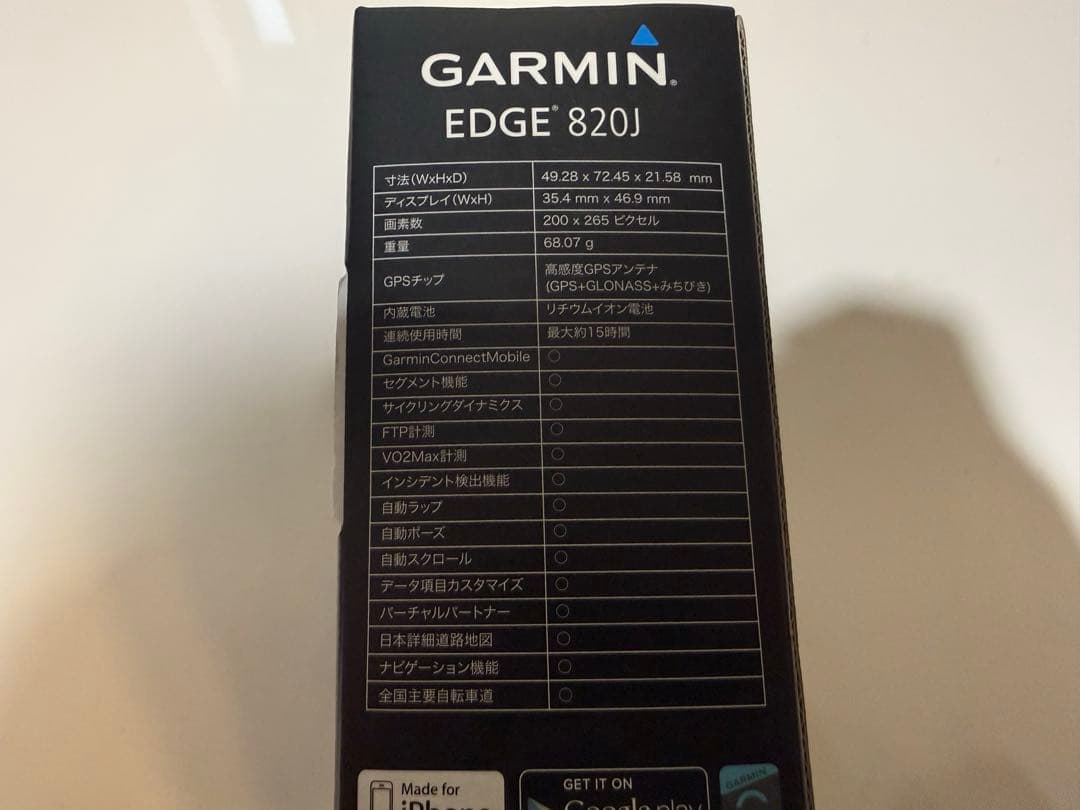 GARMIN®
EDGE® 820J
寸法(WxHxD) 49.28 x 72.45 x 21.58 mm
ディスプレイ(WxH) 35.4 mm x 46.9 mm
画素数 200 x 265 ピクセル
重量 68.07 g
GPSチップ 高感度GPSアンテナ
(GPS+GLONASS+みちびき)
内蔵電池 リチウムイオン電池
連続使用時間 最大約15時間
GarminConnectMobile ○
セグメント機能 ○
サイクリングダイナミクス ○
FTP計測 ○
VO2Max計測 ○
インシデント検出機能 ○
自動ラップ ○
自動ポーズ ○
自動スクロール ○
データ項目カスタマイズ ○
バーチャルパートナー ○
日本詳細道路地図 ○
ナビゲーション機能 ○
全国主要自転車道 ○
Made for
iPhone
GET IT ON
Google play
GARMIN